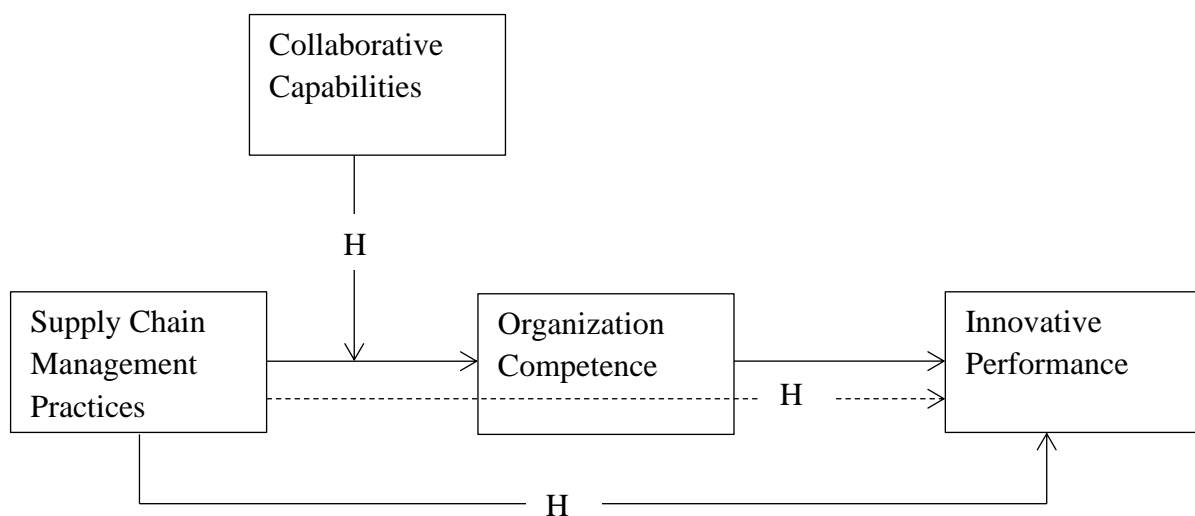 Collaborative
Capabilities
H
Supply Chain
Management
Practices
Organization
Competence
Innovative
Performance
H
H